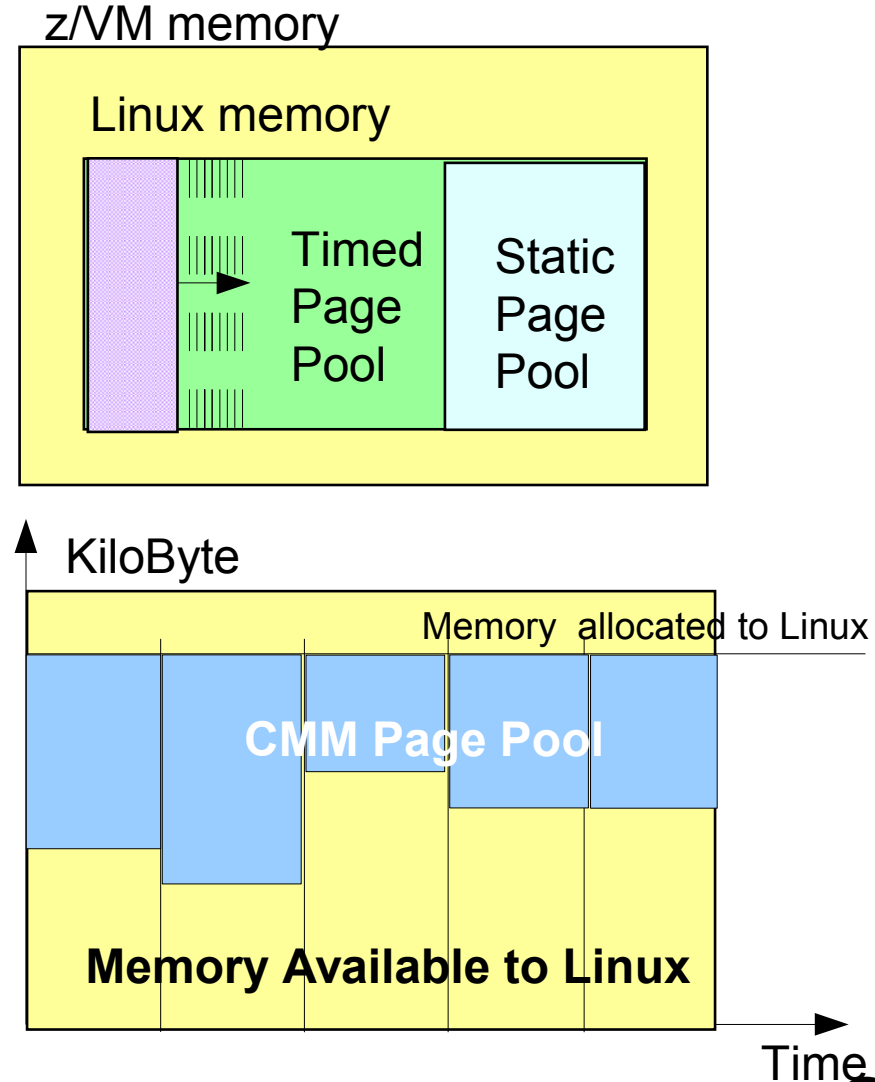 z/VM memory
Linux memory
Timed
Page
Pool
Static
Page
Pool
KiloByte
Memory allocated to Linux
CMM Page Pool
Memory Available to Linux
Time